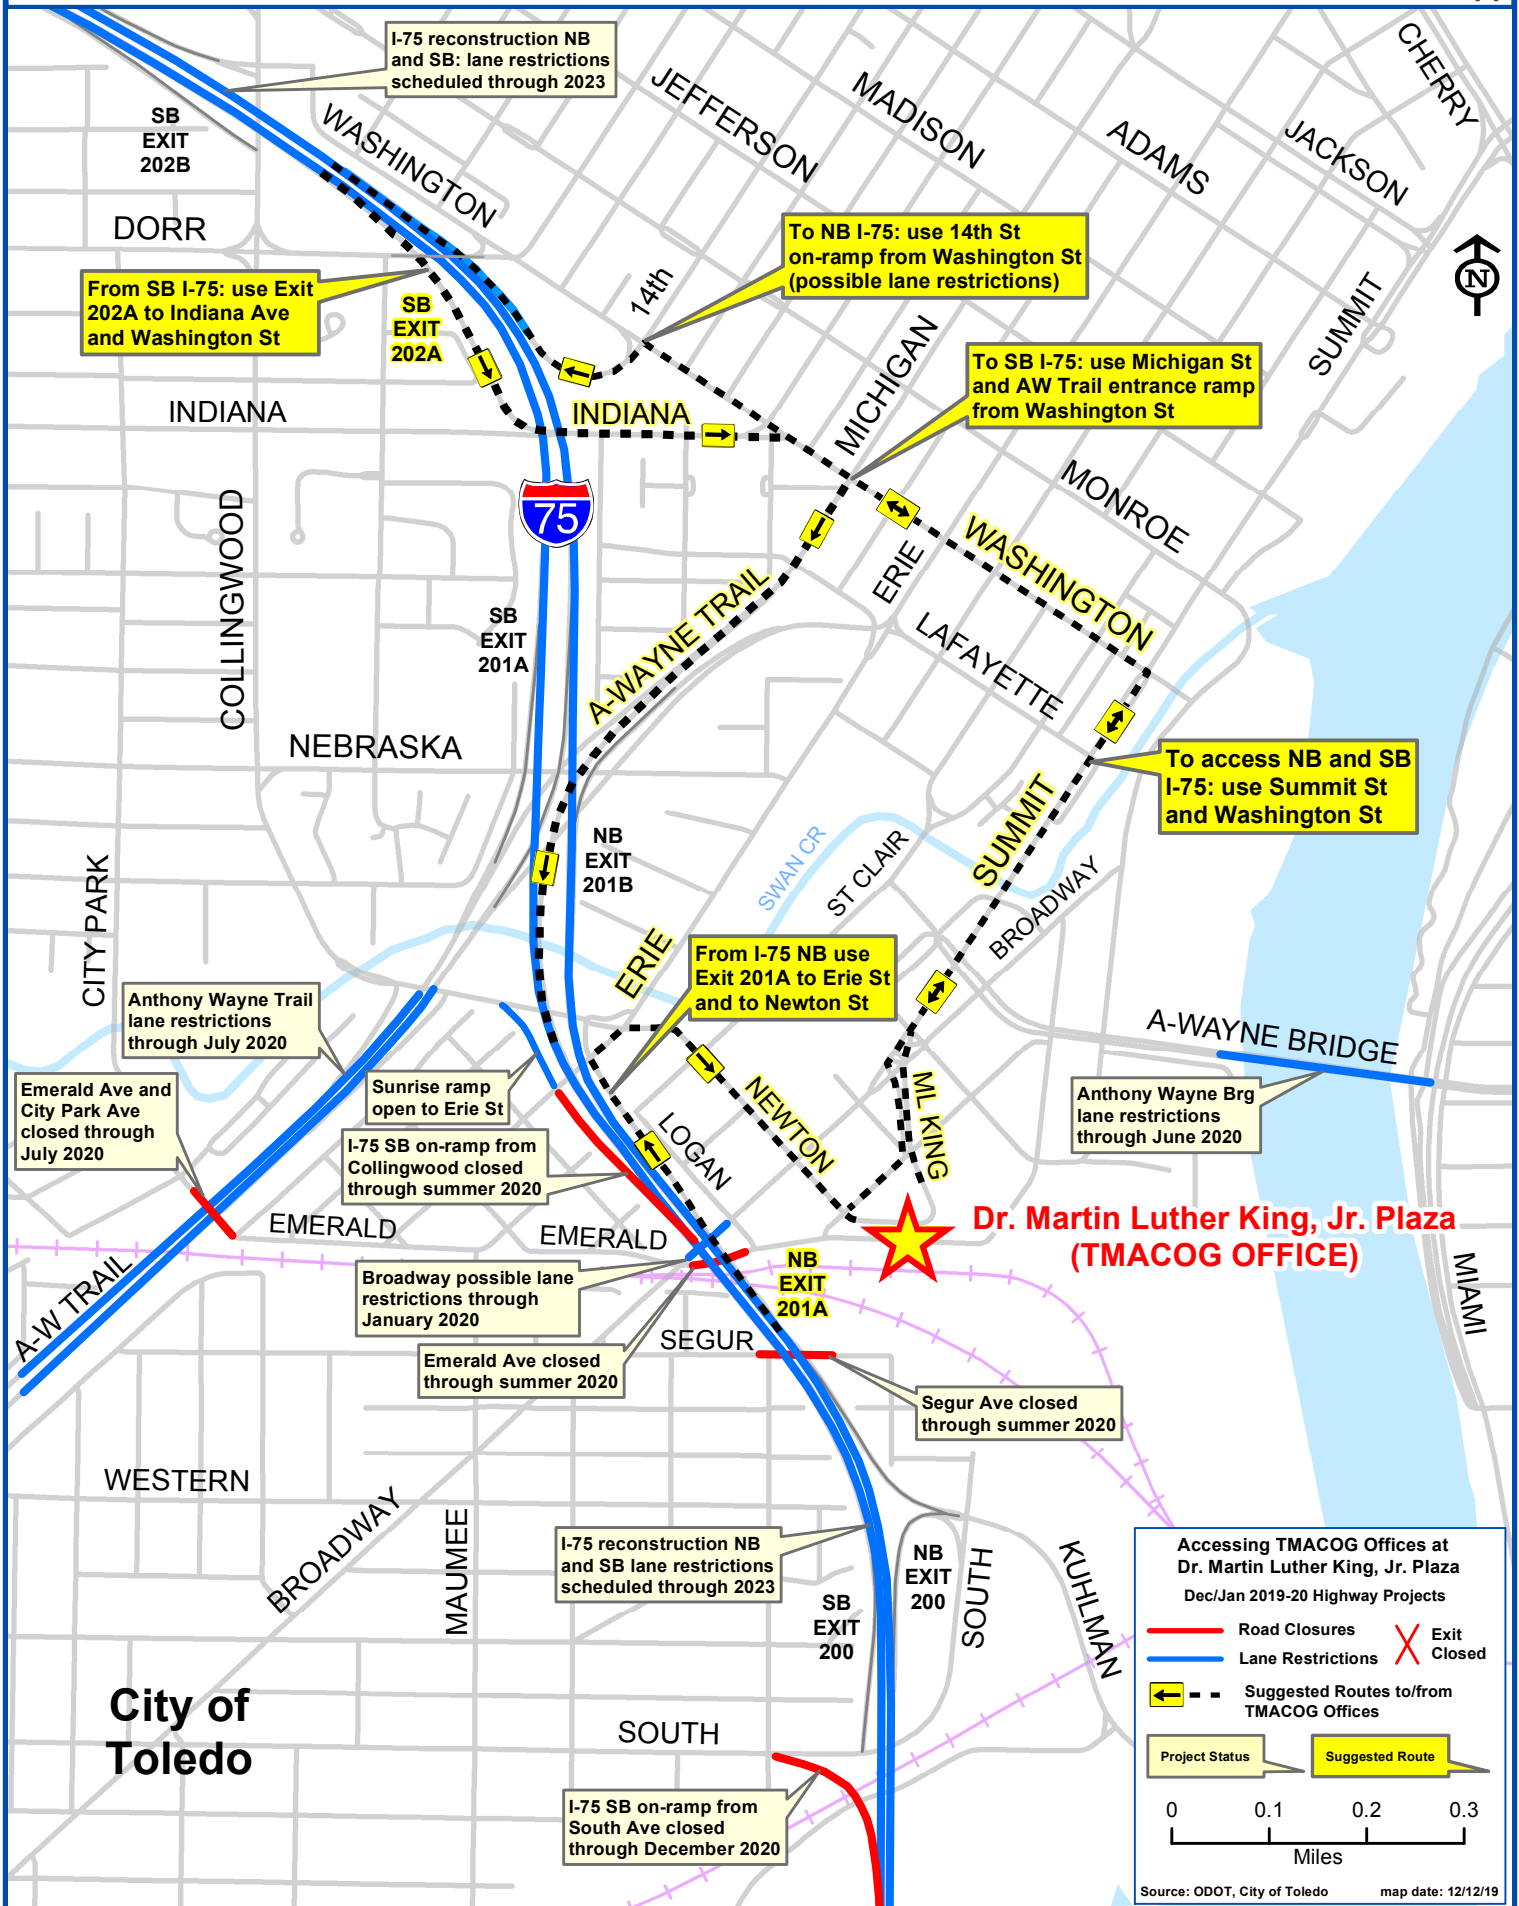 I-75 reconstruction NB
and SB: lane restrictions
scheduled through 2023
SB
EXIT
202B
WASHINGTON
JEFFERSON
MADISON
ADAMS
JACKSON
CHERRY
DORR
To NB I-75: use 14th St
on-ramp from Washington St
(possible lane restrictions)
14th
N
SUMMIT
From SB I-75: use Exit
202A to Indiana Ave
and Washington St
SB
EXIT
202A
MICHIGAN
To SB I-75: use Michigan St
and AW Trail entrance ramp
from Washington St
INDIANA
INDIANA
MONROE
COLLINGWOOD
75
WASHINGTON
ERIE
A-WAYNE TRAIL
LAFAYETTE
SB
EXIT
201A
NEBRASKA
To access NB and SB
I-75: use Summit St
and Washington St
SUMMIT
NB
EXIT
201B
SWAN CR
ST CLAIR
BROADWAY
CITY PARK
ERIE
From I-75 NB use
Exit 201A to Erie St
and to Newton St
Anthony Wayne Trail
lane restrictions
through July 2020
A-WAYNE BRIDGE
Emerald Ave and
City Park Ave
closed through
July 2020
Sunrise ramp
open to Erie St
Anthony Wayne Brg
lane restrictions
through June 2020
NEWTON
ML KING
LOGAN
I-75 SB on-ramp from
Collingwood closed
through summer 2020
EMERALD
EMERALD
Dr. Martin Luther King, Jr. Plaza
(TMACOG OFFICE)
NB
EXIT
201A
MIAMI
A-W TRAIL
Broadway possible lane
restrictions through
January 2020
SEGUR
Emerald Ave closed
through summer 2020
Segur Ave closed
through summer 2020
WESTERN
BROADWAY
MAUMEE
I-75 reconstruction NB
and SB lane restrictions
scheduled through 2023
NB
EXIT
200
SB
EXIT
200
SOUTH
KUHLMAN
City of
Toledo
SOUTH
I-75 SB on-ramp from
South Ave closed
through December 2020
Accessing TMACOG Offices at
Dr. Martin Luther King, Jr. Plaza
Dec/Jan 2019-20 Highway Projects
Road Closures
Exit
Closed
Lane Restrictions
Suggested Routes to/from
TMACOG Offices
Project Status
Suggested Route
0 0.1 0.2 0.3
Miles
Source: ODOT, City of Toledo
map date: 12/12/19